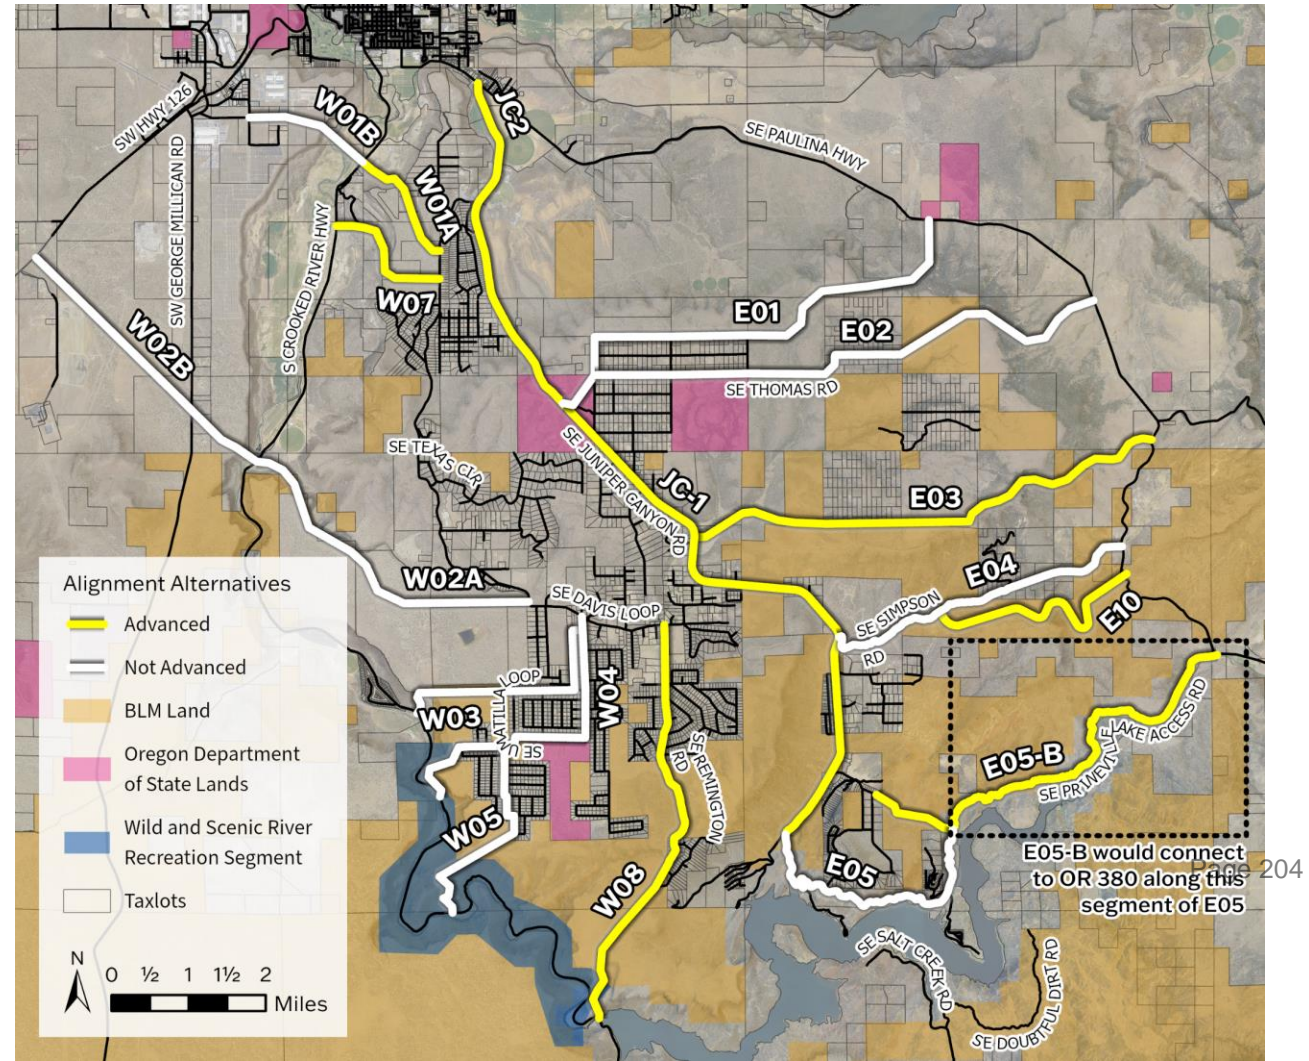 SW HWY 126
W01B
JC-2
SE PAULINA HWY
SW GEORGE MILLICAN RD
W01A
S CROOKED RIVER HWY
W07
E01
E02
W02B
SE THOMAS RD
SE TEXAS CIR
SE JUNIPER CANYON RD
JC-1
E03
W02A
SE DAVIS LOOP
E04
SE SIMPSON
RD
E10
LOOP
SE UMATILLA
W03
W04
SE REMINGTON
RD
E05-B
SE PRINEVILLE
LAKE ACCESS RD
W05
W08
E05
E05-B would connect
to OR 380 along this
segment of E05
Page 204
SE SALT CREEK RD
SE DOUBTFUL DIRT RD
Alignment Alternatives
Advanced
Not Advanced
BLM Land
Oregon Department
of State Lands
Wild and Scenic River
Recreation Segment
Taxlots
N
0 ½ 1 1½ 2
Miles